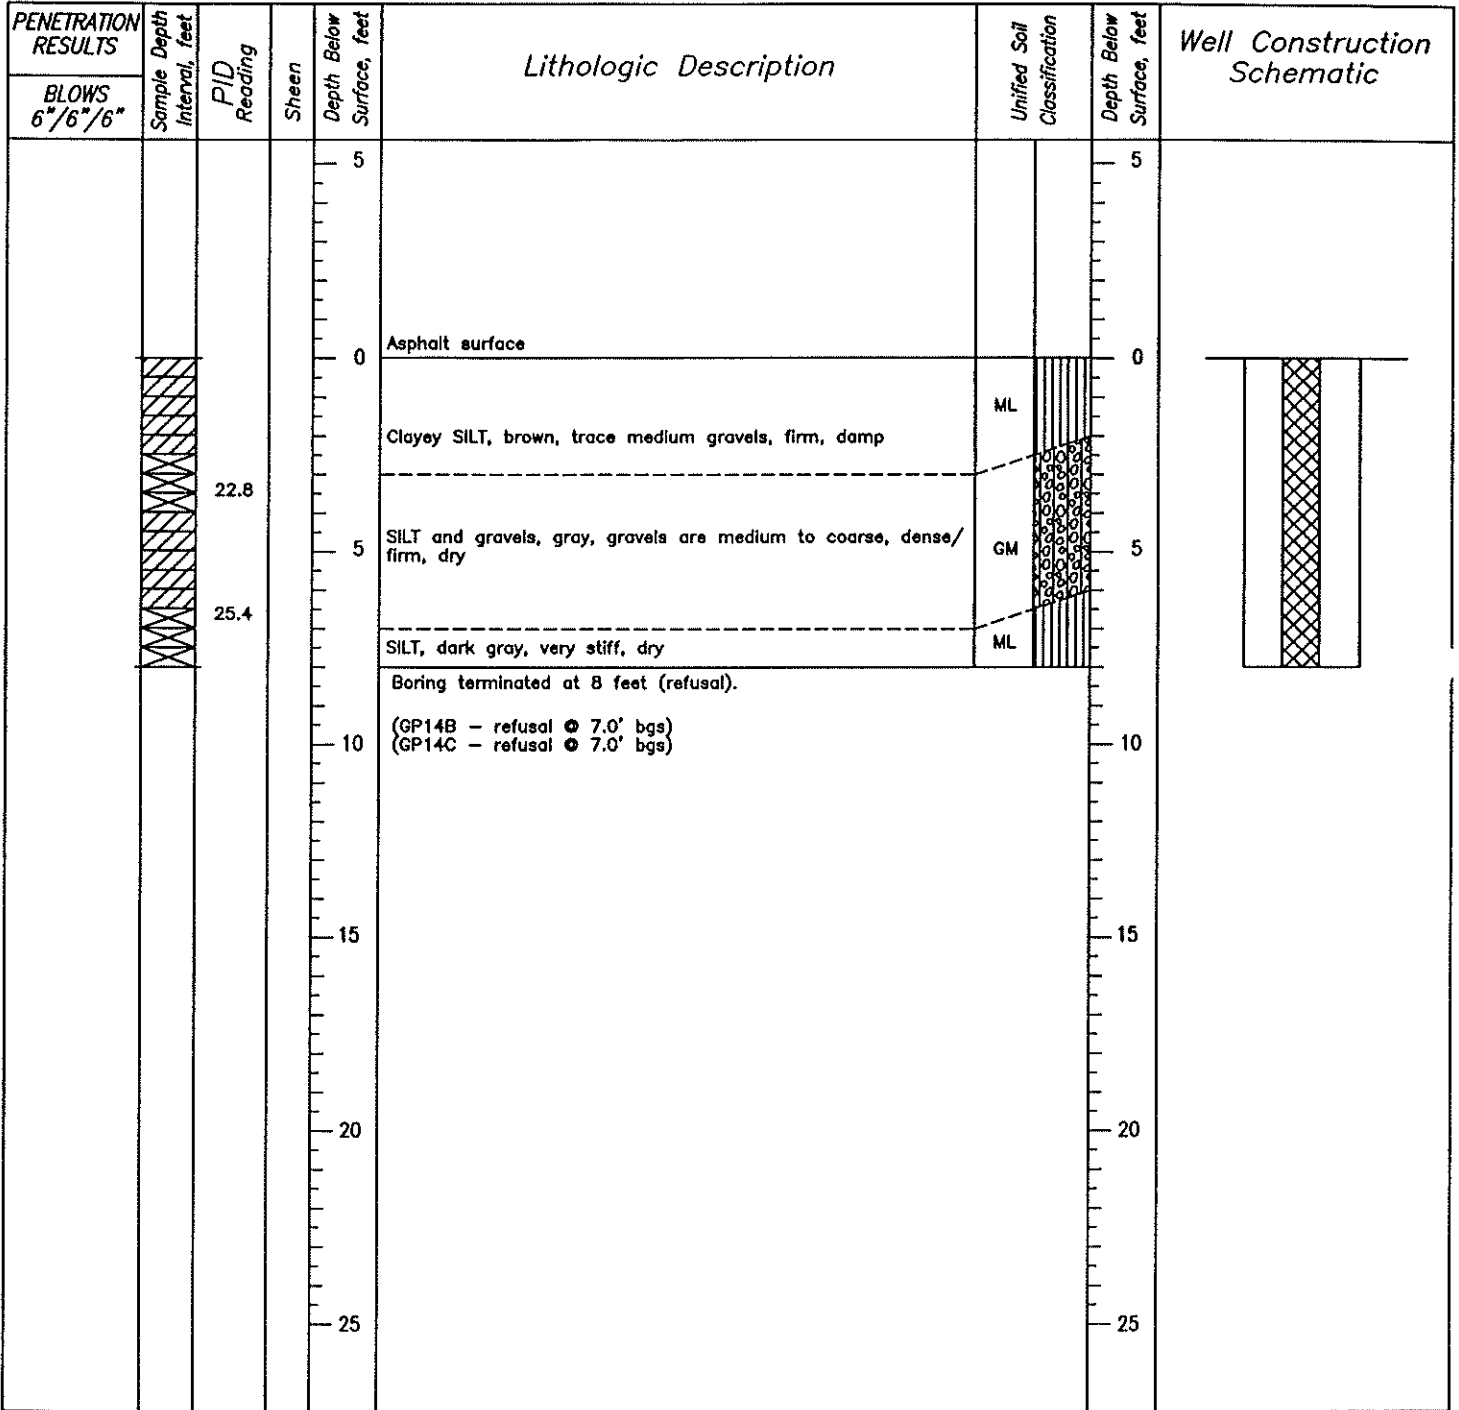 PENETRATION
RESULTS
BLOWS
6"/6"/6"
Sample Depth
Interval, feet
PID
Reading
Sheen
Depth Below
Surface, feet
Lithologic Description
Unified Soil
Classification
Depth Below
Surface, feet
Well Construction
Schematic
5
5
Asphalt surface
0
0
ML
Clayey SILT, brown, trace medium gravels, firm, damp
22.8
SILT and gravels, gray, gravels are medium to coarse, dense/
firm, dry
5
GM
5
25.4
SILT, dark gray, very stiff, dry
ML
Boring terminated at 8 feet (refusal).
(GP14B – refusal @ 7.0' bgs)
(GP14C – refusal @ 7.0' bgs)
10
10
15
15
20
20
25
25